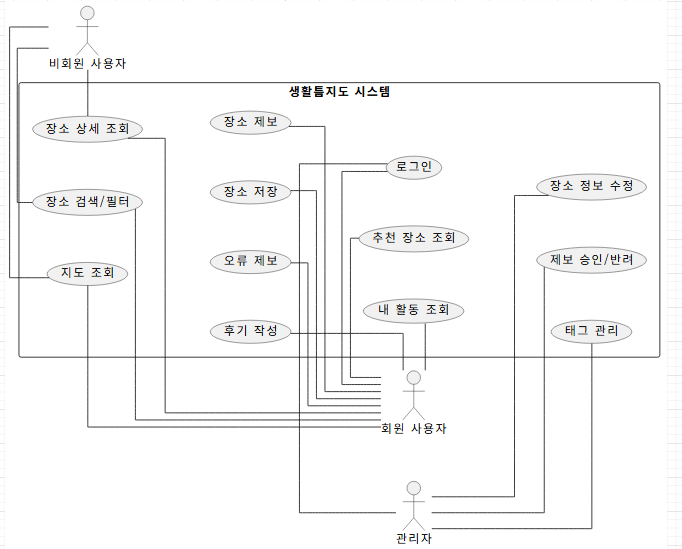 비회원 사용자
생활틈지도 시스템
장소 상세 조회
장소 제보
로그인
장소 검색/필터
장소 저장
장소 정보 수정
추천 장소 조회
오류 제보
제보 승인/반려
지도 조회
내 활동 조회
후기 작성
태그 관리
회원 사용자
관리자